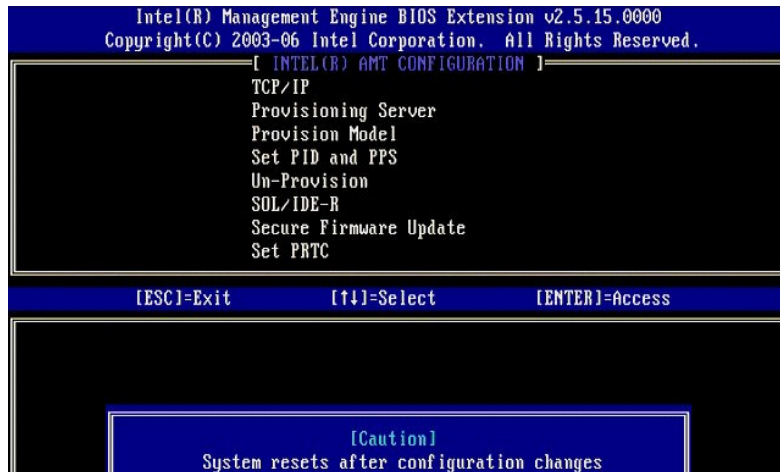 Intel(R) Management Engine BIOS Extension v2.5.15.0000
Copyright(C) 2003-06 Intel Corporation. All Rights Reserved.
[ INTEL(R) AMT CONFIGURATION ]
TCP/IP
Provisioning Server
Provision Model
Set PID and PPS
Un-Provision
SOL/IDE-R
Secure Firmware Update
Set PRTC
[ESC]=Exit [↑↓]=Select [ENTER]=Access
[Caution]
System resets after configuration changes